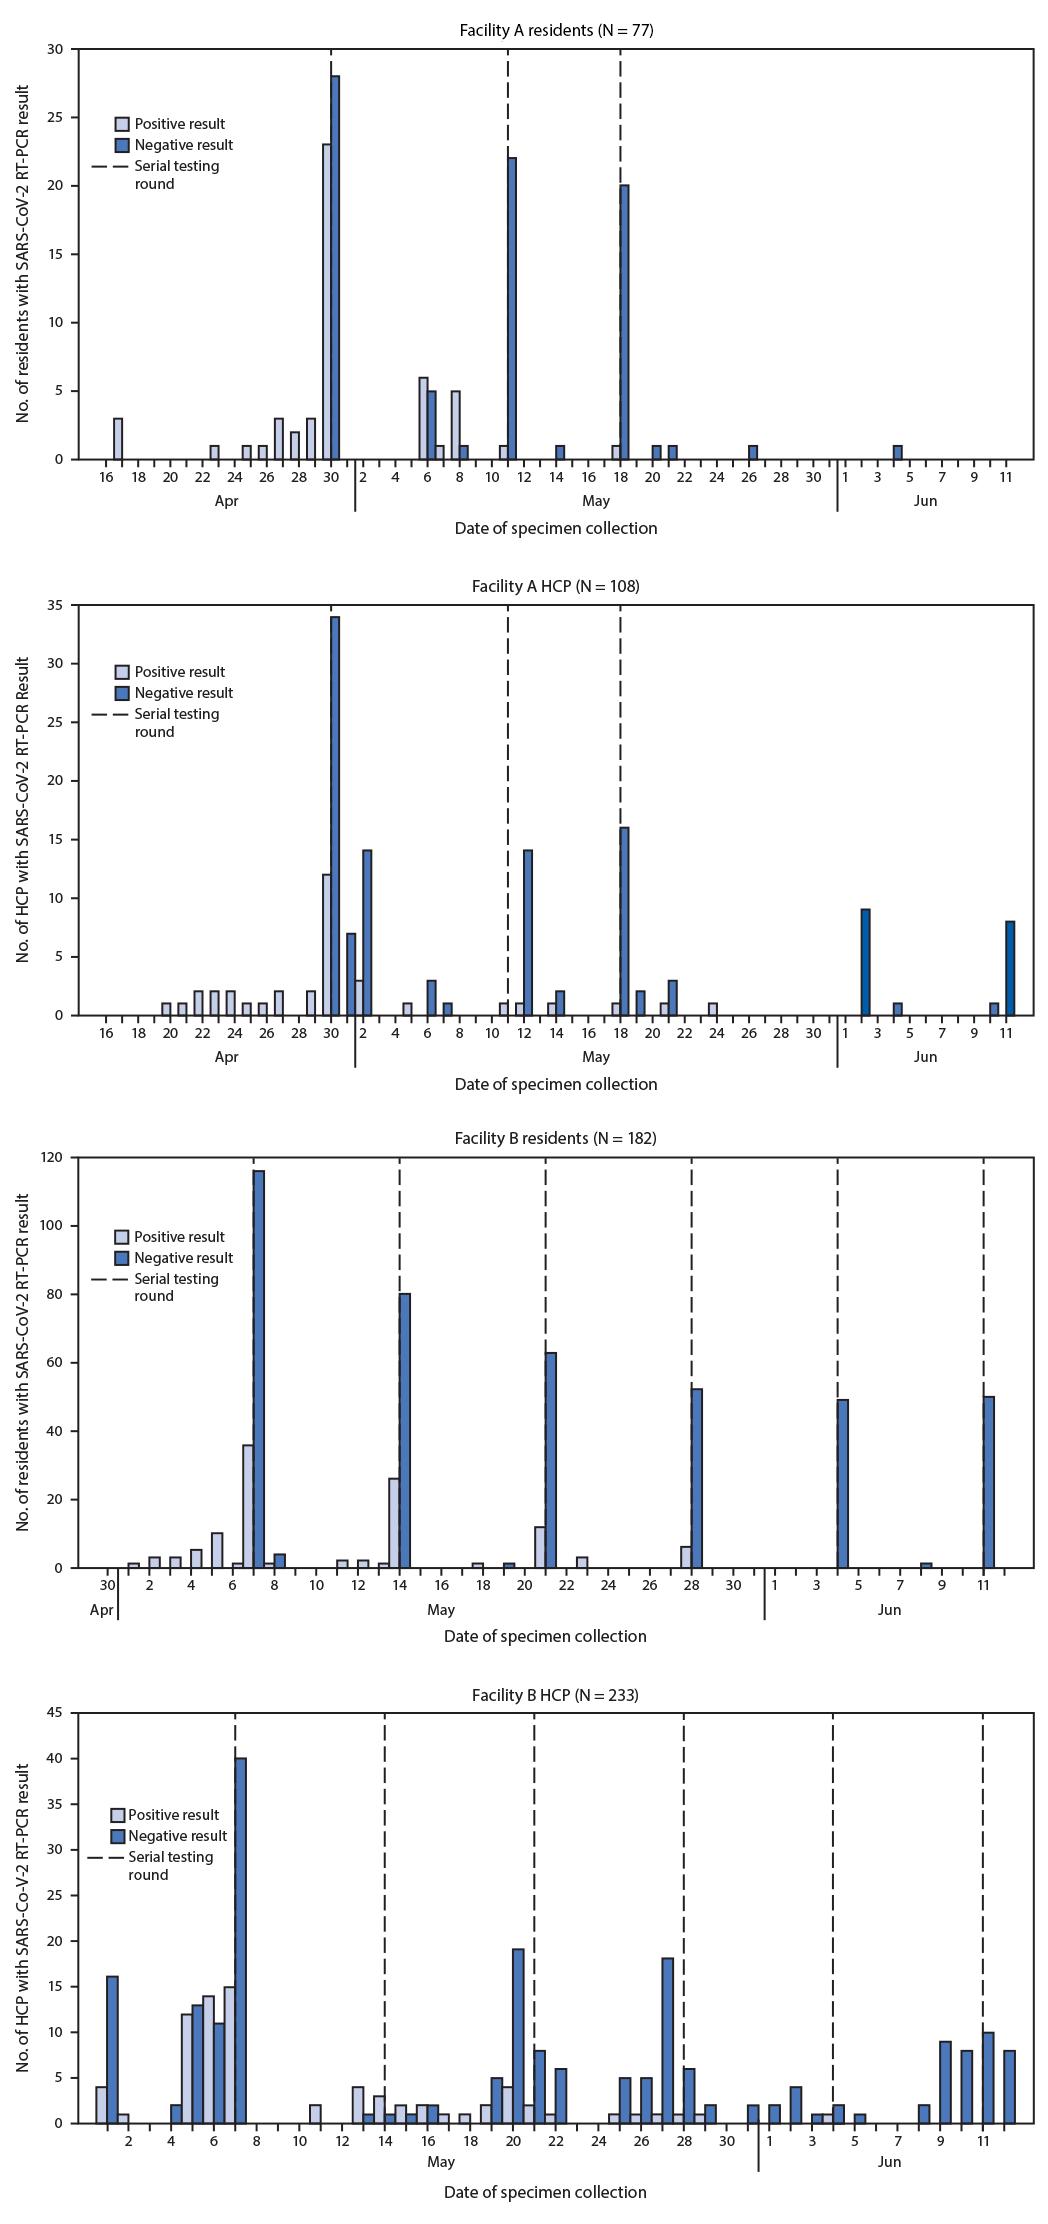 Facility A residents (N = 77)
No. of residents with SARS-CoV-2 RT-PCR result
30
25
20
15
10
5
0
Positive result
Negative result
Serial testing
round
16 18 20 22 24 26 28 30 2 4 6 8 10 12 14 16 18 20 22 24 26 28 30 1 3 5 7 9 11
Apr May Jun
Date of specimen collection
Facility A HCP (N = 108)
No. of HCP with SARS-CoV-2 RT-PCR Result
35
30
25
20
15
10
5
0
Positive result
Negative result
Serial testing
round
16 18 20 22 24 26 28 30 2 4 6 8 10 12 14 16 18 20 22 24 26 28 30 1 3 5 7 9 11
Apr May Jun
Date of specimen collection
Facility B residents (N = 182)
No. of residents with SARS-CoV-2 RT-PCR result
120
100
80
60
40
20
0
Positive result
Negative result
Serial testing
round
30 2 4 6 8 10 12 14 16 18 20 22 24 26 28 30 1 3 5 7 9 11
Apr May Jun
Date of specimen collection
Facility B HCP (N = 233)
No. of HCP with SARS-Co-V-2 RT-PCR result
45
40
35
30
25
20
15
10
5
0
Positive result
Negative result
Serial testing
round
2 4 6 8 10 12 14 16 18 20 22 24 26 28 30 1 3 5 7 9 11
May Jun
Date of specimen collection